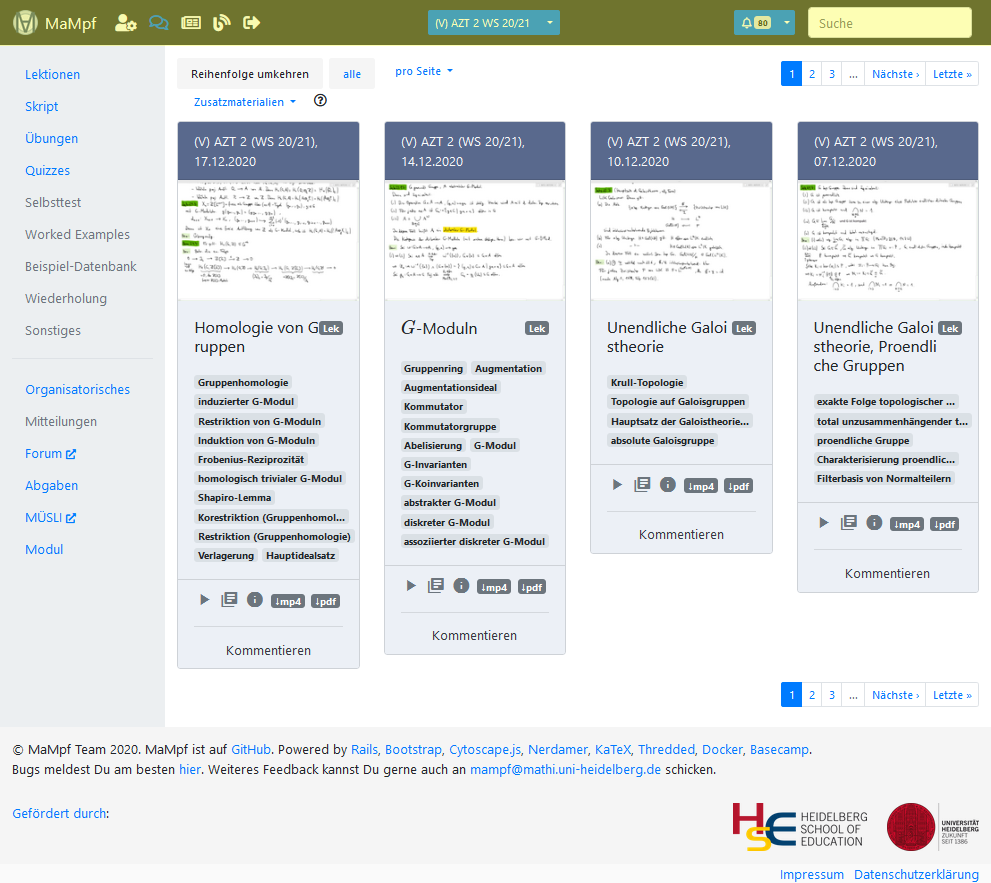 MaMpf
(V) AZT 2 WS 20/21
80
Suche
Lektionen
Skript
Übungen
Quizzes
Selbsttest
Worked Examples
Beispiel-Datenbank
Wiederholung
Sonstiges
Organisatorisches
Mitteilungen
Forum
Abgaben
MÜSLI
Modul
Reihenfolge umkehren
alle
pro Seite
1 2 3 ... Nächste › Letzte »
Zusatzmaterialien
(V) AZT 2 (WS 20/21),
17.12.2020
Homologie von G
ruppen
Lek
Gruppenhomologie
induzierter G-Modul
Restriktion von G-Moduln
Induktion von G-Moduln
Frobenius-Reziprozität
homologisch trivialer G-Modul
Shapiro-Lemma
Korestriktion (Gruppenhomol...
Restriktion (Gruppenhomologie)
Verlagerung Hauptidealsatz
↓mp4 ↓pdf
Kommentieren
(V) AZT 2 (WS 20/21),
14.12.2020
G-Moduln
Lek
Gruppenring Augmentation
Augmentationsideal
Kommutator
Kommutatorgruppe
Abelisierung G-Modul
G-Invarianten
G-Koinvarianten
abstrakter G-Modul
diskreter G-Modul
assoziierter diskreter G-Modul
↓mp4 ↓pdf
Kommentieren
(V) AZT 2 (WS 20/21),
10.12.2020
Unendliche Galoi
stheorie
Lek
Krull-Topologie
Topologie auf Galoisgruppen
Hauptsatz der Galoistheorie...
absolute Galoisgruppe
↓mp4 ↓pdf
Kommentieren
(V) AZT 2 (WS 20/21),
07.12.2020
Unendliche Galoi
stheorie, Proendli
che Gruppen
Lek
exakte Folge topologischer ...
total unzusammenhängender t...
proendliche Gruppe
Charakterisierung proendlic...
Filterbasis von Normalteilern
↓mp4 ↓pdf
Kommentieren
1 2 3 ... Nächste › Letzte »
© MaMpf Team 2020. MaMpf ist auf GitHub. Powered by Rails, Bootstrap, Cytoscape.js, Nerdamer, KaTeX, Thredded, Docker, Basecamp.
Bugs meldest Du am besten hier. Weiteres Feedback kannst Du gerne auch an mampf@mathi.uni-heidelberg.de schicken.
Gefördert durch:
HSE
HEIDELBERG
SCHOOL OF
EDUCATION
UNIVERSITÄT
HEIDELBERG
ZUKUNFT
SEIT 1386
Impressum Datenschutzerklärung